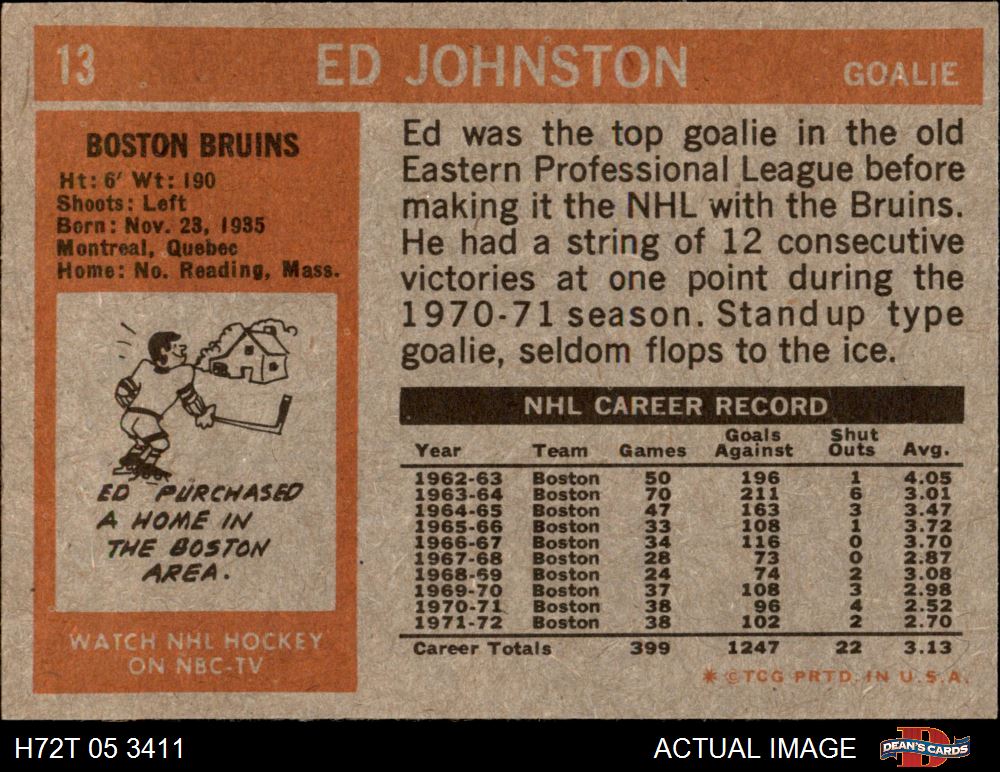 13 ED JOHNSTON GOALIE
BOSTON BRUINS
Ht: 6' Wt: 190
Shoots: Left
Born: Nov. 23, 1935
Montreal, Quebec
Home: No. Reading, Mass.
ED PURCHASED
A HOME IN
THE BOSTON
AREA.
WATCH NHL HOCKEY
ON NBC-TV
Ed was the top goalie in the old
Eastern Professional League before
making it the NHL with the Bruins.
He had a string of 12 consecutive
victories at one point during the
1970-71 season. Standup type
goalie, seldom flops to the ice.
NHL CAREER RECORD
Year Team Games Goals Against Shut Outs Avg.
1962-63 Boston 50 196 1 4.05
1963-64 Boston 70 211 6 3.01
1964-65 Boston 47 163 3 3.47
1965-66 Boston 33 108 1 3.72
1966-67 Boston 34 116 0 3.70
1967-68 Boston 28 73 0 2.87
1968-69 Boston 24 74 2 3.08
1969-70 Boston 37 108 3 2.98
1970-71 Boston 38 96 4 2.52
1971-72 Boston 38 102 2 2.70
Career Totals 399 1247 22 3.13
* © TCG PRTD. IN U.S.A.
H72T 05 3411 ACTUAL IMAGE DEAN'S CARDS